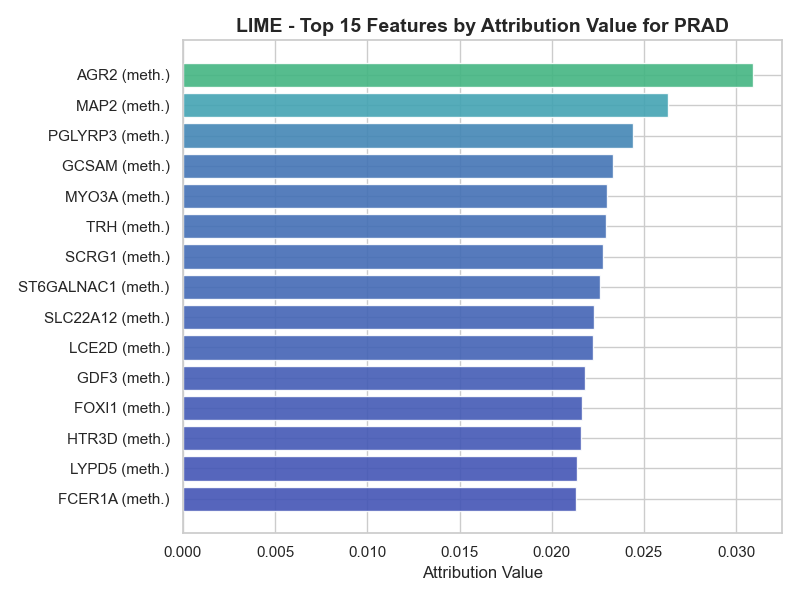 LIME - Top 15 Features by Attribution Value for PRAD
AGR2 (meth.)
MAP2 (meth.)
PGLYRP3 (meth.)
GCSAM (meth.)
MYO3A (meth.)
TRH (meth.)
SCRG1 (meth.)
ST6GALNAC1 (meth.)
SLC22A12 (meth.)
LCE2D (meth.)
GDF3 (meth.)
FOXI1 (meth.)
HTR3D (meth.)
LYPD5 (meth.)
FCER1A (meth.)
0.000 0.005 0.010 0.015 0.020 0.025 0.030
Attribution Value